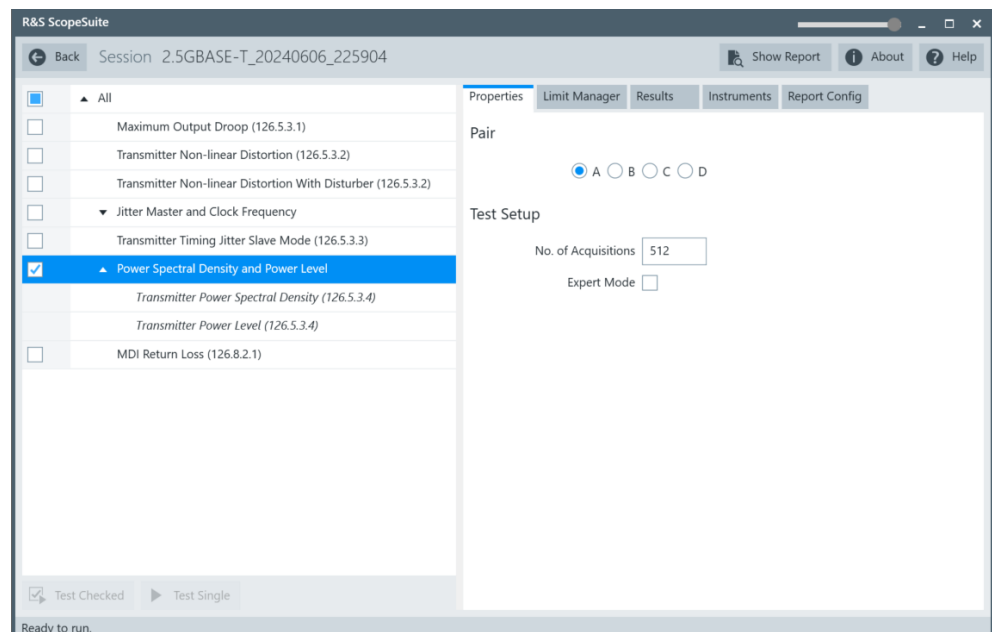 R&S ScopeSuite
Back Session 2.5GBASE-T_20240606_225904 Show Report About Help
All
Maximum Output Droop (126.5.3.1)
Transmitter Non-linear Distortion (126.5.3.2)
Transmitter Non-linear Distortion With Disturber (126.5.3.2)
Jitter Master and Clock Frequency
Transmitter Timing Jitter Slave Mode (126.5.3.3)
Power Spectral Density and Power Level
Transmitter Power Spectral Density (126.5.3.4)
Transmitter Power Level (126.5.3.4)
MDI Return Loss (126.8.2.1)
Properties Limit Manager Results Instruments Report Config
Pair
A B C D
Test Setup
No. of Acquisitions 512
Expert Mode
Test Checked Test Single
Ready to run.